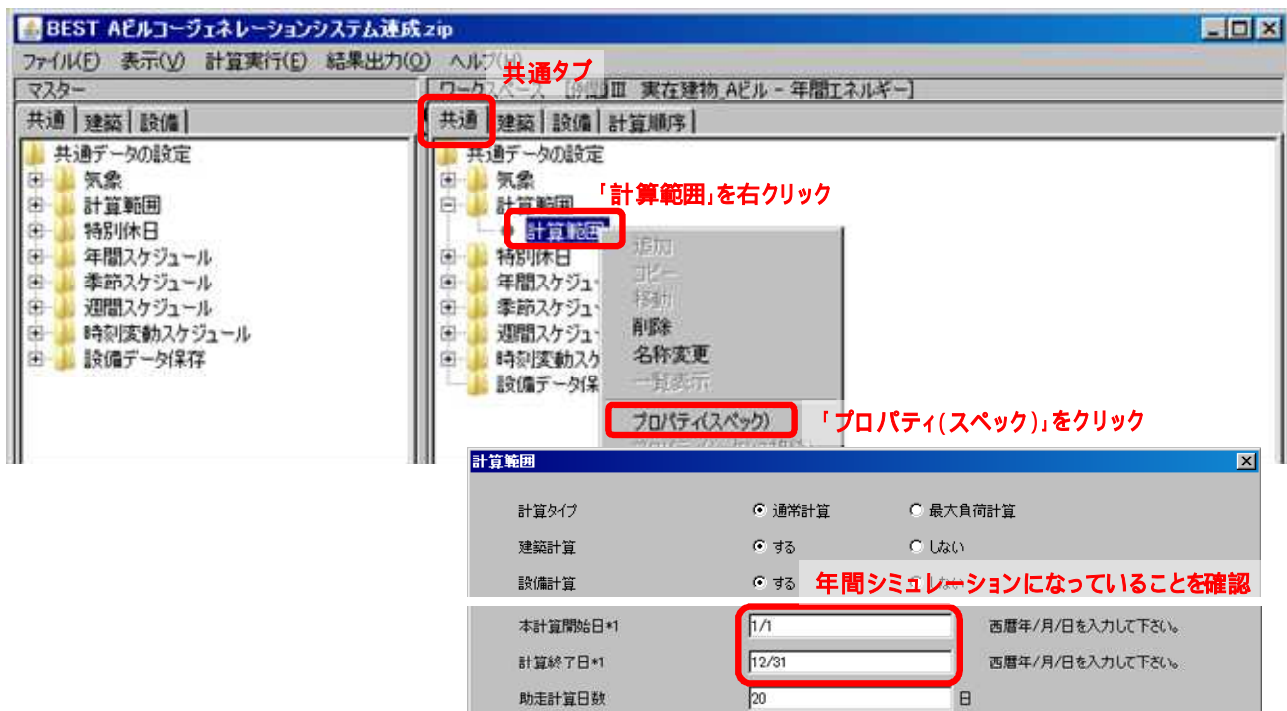 BEST Aビルコージェネレーションシステム連成.zip
ファイル(F) 表示(V) 計算実行(E) 結果出力(O) ヘルプ(H)
共通タブ
マスター
ワークスペース [例題Ⅲ 実在建物_Aビル - 年間エネルギー]
共通 建築 設備
共通 建築 設備 計算順序
共通データの設定
気象
計算範囲
特別休日
年間スケジュール
季節スケジュール
週間スケジュール
時刻変動スケジュール
設備データ保存
共通データの設定
気象
「計算範囲」を右クリック
計算範囲
計算範囲
特別休日
年間スケジュ
季節スケジュ
週間スケジュ
時刻変動スケ
設備データ保
追加
コピー
移動
削除
名称変更
一覧表示
プロパティ(スペック)
「プロパティ(スペック)」をクリック
計算範囲
計算タイプ 通常計算 最大負荷計算
建築計算 する しない
設備計算 する しない
年間シミュレーションになっていることを確認
本計算開始日*1 1/1 西暦年/月/日を入力して下さい。
計算終了日*1 12/31 西暦年/月/日を入力して下さい。
助走計算日数 20 日